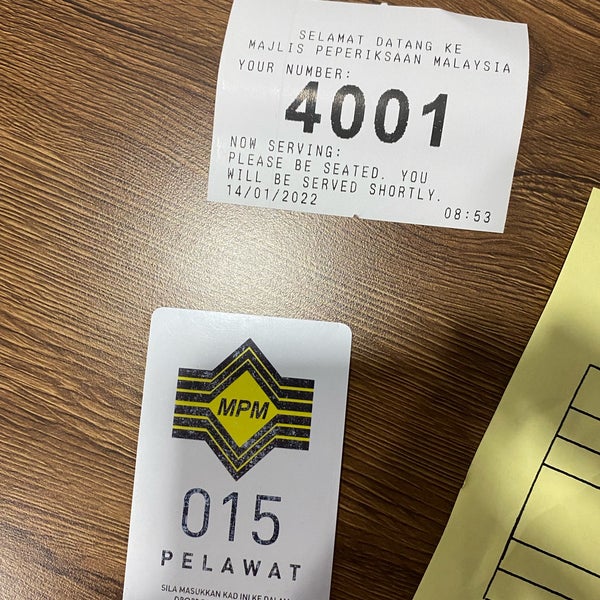 SELAMAT DATANG KE
MAJLIS PEPERIKSAAN MALAYSIA
YOUR NUMBER:
4001
NOW SERVING:
PLEASE BE SEATED. YOU
WILL BE SERVED SHORTLY.
14/01/2022 08:53
MPM
015
PELAWAT
SILA MASUKKAN KAD INI KE DALAM